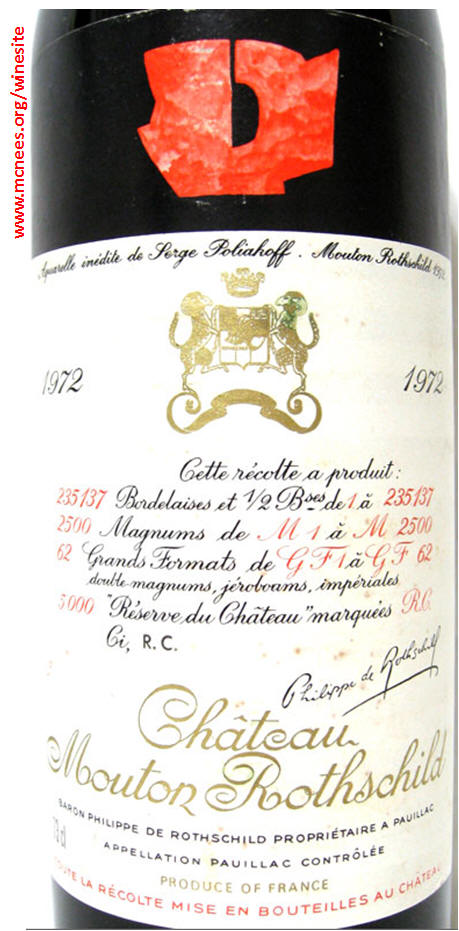 www.mcnees.org/winesite
Aquarelle inédite de Serge Poliakoff . Mouton Rothschild 1972
1972 1972
Cette récolte a produit :
235137 Bordelaises et 1/2 Bses de 1 à 235137
2500 Magnums de M 1 à M 2500
62 Grands Formats de G F 1 à G F 62
double-magnums, jéroboams, impériales
5000 "Réserve du Château" marquées R.C.
Ci, R.C.
Philippe de Rothschild
Château
Mouton Rothschild
BARON PHILIPPE DE ROTHSCHILD PROPRIÉTAIRE A PAUILLAC
73 cl APPELLATION PAUILLAC CONTRÔLÉE
PRODUCE OF FRANCE
TOUTE LA RÉCOLTE MISE EN BOUTEILLES AU CHÂTEAU